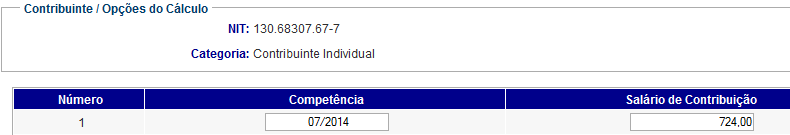 Contribuinte / Opções do Cálculo
NIT: 130.68307.67-7
Categoria: Contribuinte Individual
Número Competência Salário de Contribuição
1 07/2014 724,00